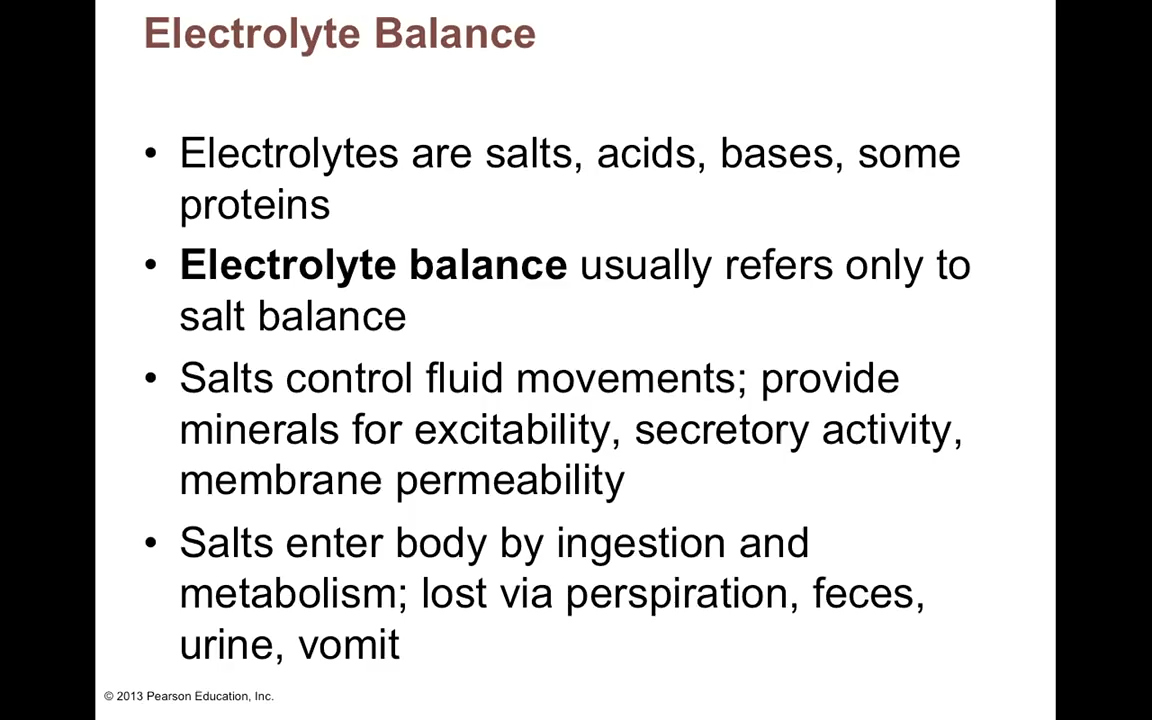 Electrolyte Balance
• Electrolytes are salts, acids, bases, some
proteins
• Electrolyte balance usually refers only to
salt balance
• Salts control fluid movements; provide
minerals for excitability, secretory activity,
membrane permeability
• Salts enter body by ingestion and
metabolism; lost via perspiration, feces,
urine, vomit
© 2013 Pearson Education, Inc.